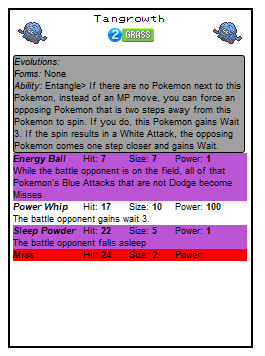 Tangrowth
2 GRASS
Evolutions:
Forms: None
Ability: Entangle> If there are no Pokemon next to this
Pokemon, instead of an MP move, you can force an
opposing Pokemon that is two steps away from this
Pokemon to spin. If you do, this Pokemon gains Wait
3. If the spin results in a White Attack, the opposing
Pokemon comes one step closer and gains Wait.
Energy Ball Hit: 7 Size: 7 Power: 1
While the battle opponent is on the field, all of that
Pokemon's Blue Attacks that are not Dodge become
Misses
Power Whip Hit: 17 Size: 10 Power: 100
The battle opponent gains wait 3.
Sleep Powder Hit: 22 Size: 5 Power: 1
The battle opponent falls asleep
Miss Hit: 24 Size: 2 Power: